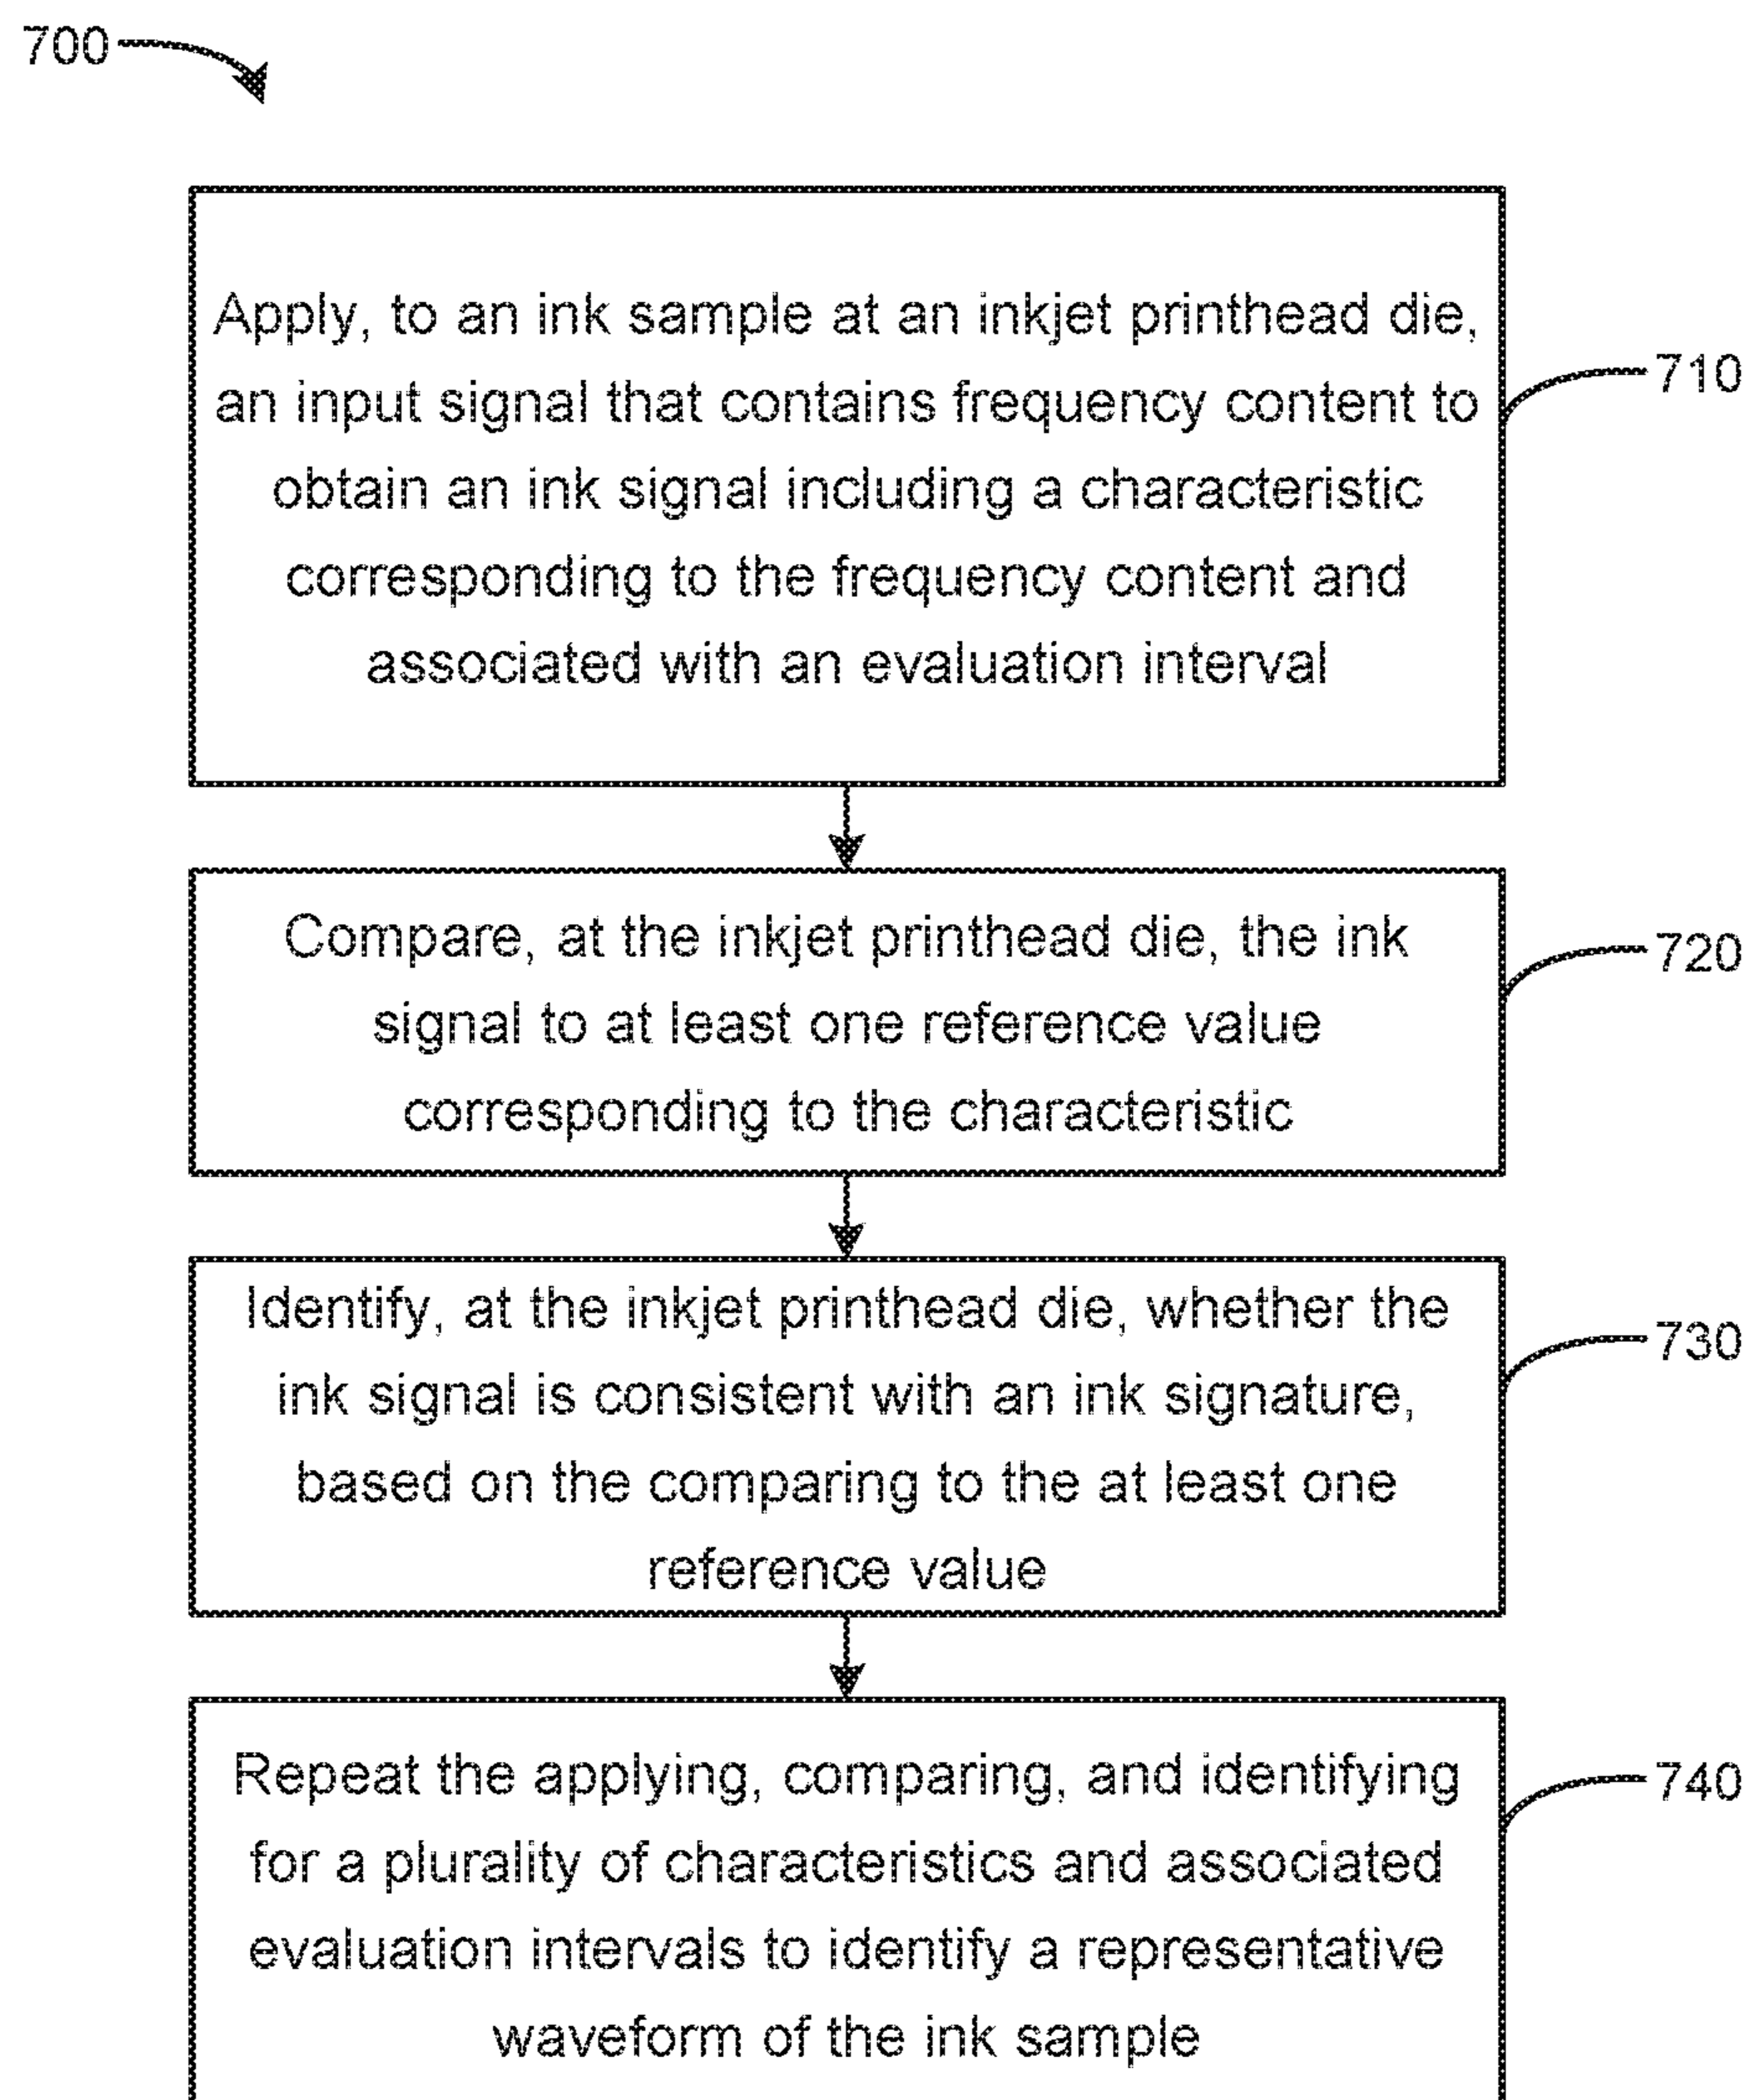 700
Apply, to an ink sample at an inkjet printhead die,
an input signal that contains frequency content to
obtain an ink signal including a characteristic
corresponding to the frequency content and
associated with an evaluation interval
710
Compare, at the inkjet printhead die, the ink
signal to at least one reference value
corresponding to the characteristic
720
Identify, at the inkjet printhead die, whether the
ink signal is consistent with an ink signature,
based on the comparing to the at least one
reference value
730
Repeat the applying, comparing, and identifying
for a plurality of characteristics and associated
evaluation intervals to identify a representative
waveform of the ink sample
740